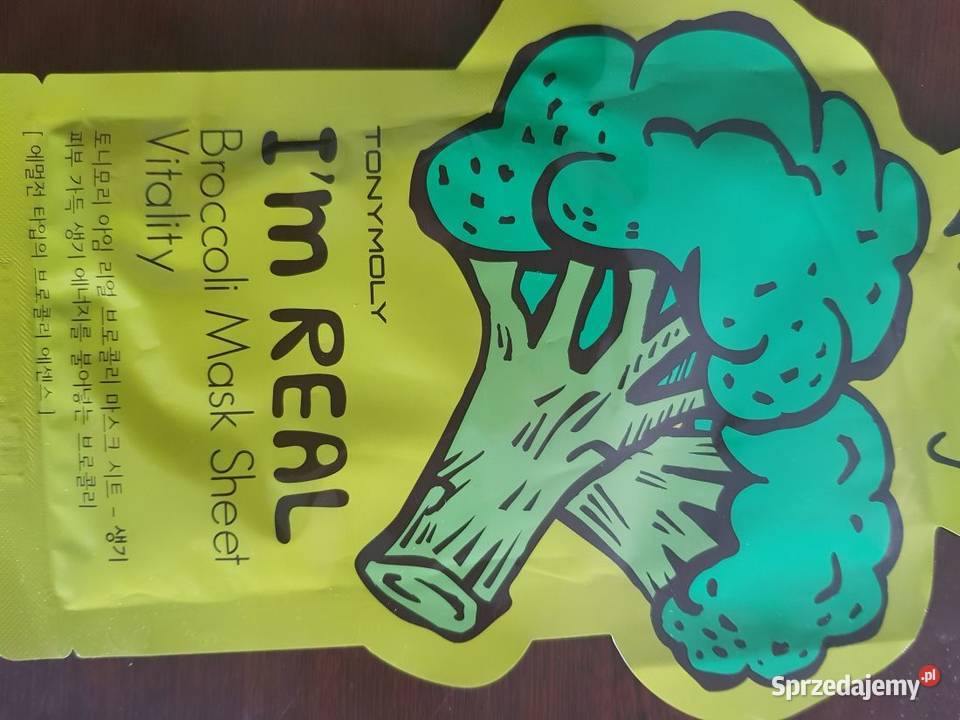 TONYMOLY
I'm REAL
Broccoli Mask Sheet
Vitality
토니모리 아임 리얼 브로콜리 마스크 시트 - 생기
피부 가득 생기 에너지를 불어넣는 브로콜리
[ 에멀전 타입의 브로콜리 에센스 ]
Sprzedajemy.pl